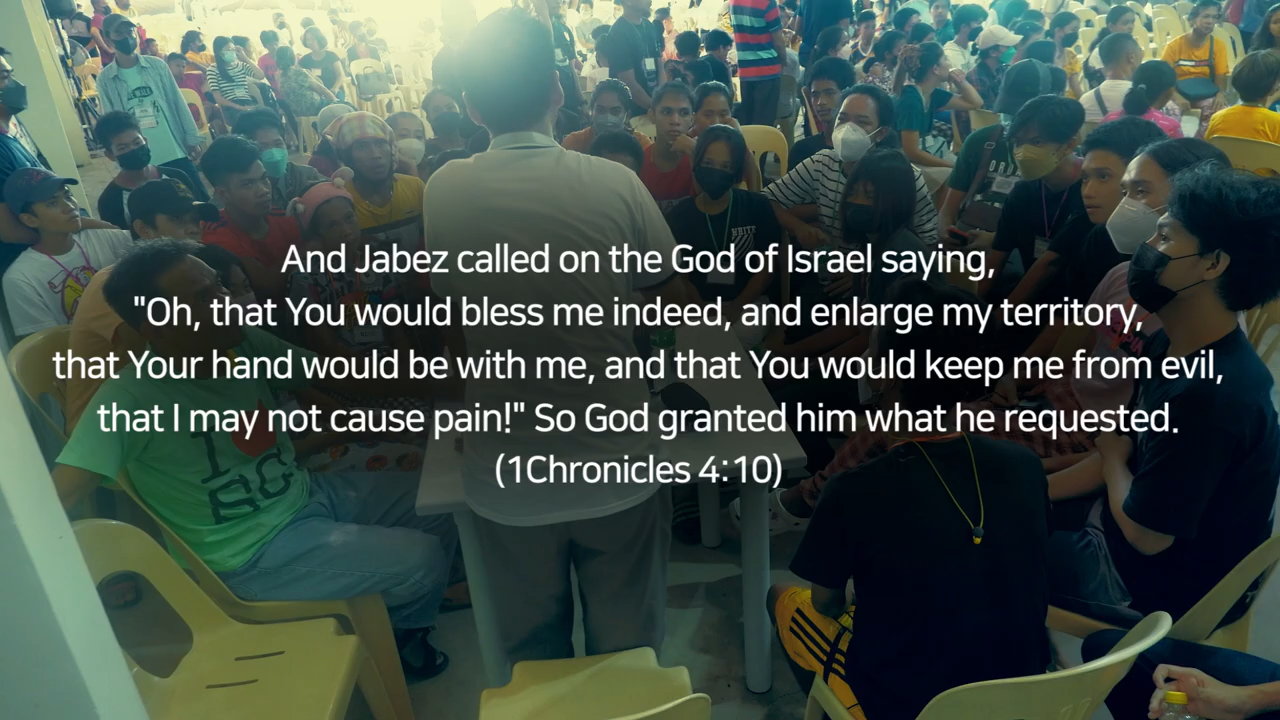 And Jabez called on the God of Israel saying,
"Oh, that You would bless me indeed, and enlarge my territory,
that Your hand would be with me, and that You would keep me from evil,
that I may not cause pain!" So God granted him what he requested.
(1Chronicles 4:10)
I
SC